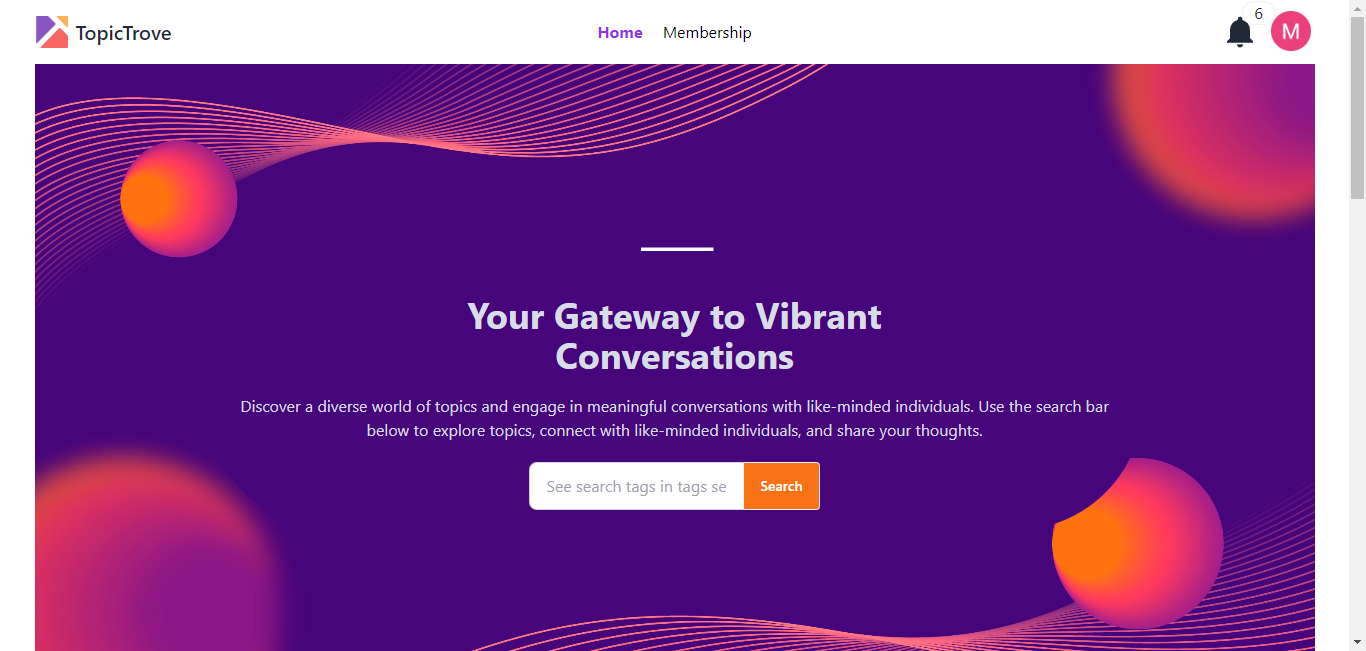 TopicTrove
Home
Membership
6
M
Your Gateway to Vibrant
Conversations
Discover a diverse world of topics and engage in meaningful conversations with like-minded individuals. Use the search bar
below to explore topics, connect with like-minded individuals, and share your thoughts.
See search tags in tags se
Search